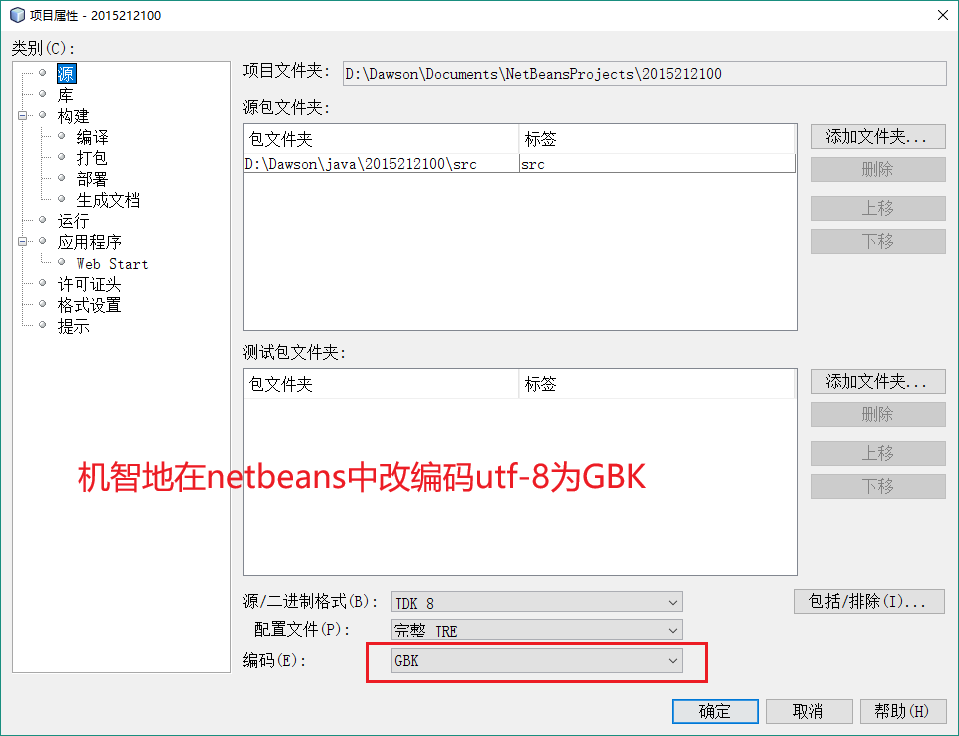 项目属性 - 2015212100
类别(C):
源
库
构建
编译
打包
部署
生成文档
运行
应用程序
Web Start
许可证头
格式设置
提示
项目文件夹: D:\Dawson\Documents\NetBeansProjects\2015212100
源包文件夹:
包文件夹 标签
D:\Dawson\java\2015212100\src src
添加文件夹...
删除
上移
下移
测试包文件夹:
包文件夹 标签
添加文件夹...
删除
上移
下移
机智地在netbeans中改编码utf-8为GBK
源/二进制格式(B): JDK 8
包括/排除(I)...
配置文件(P): 完整 JRE
编码(E): GBK
确定 取消 帮助(H)